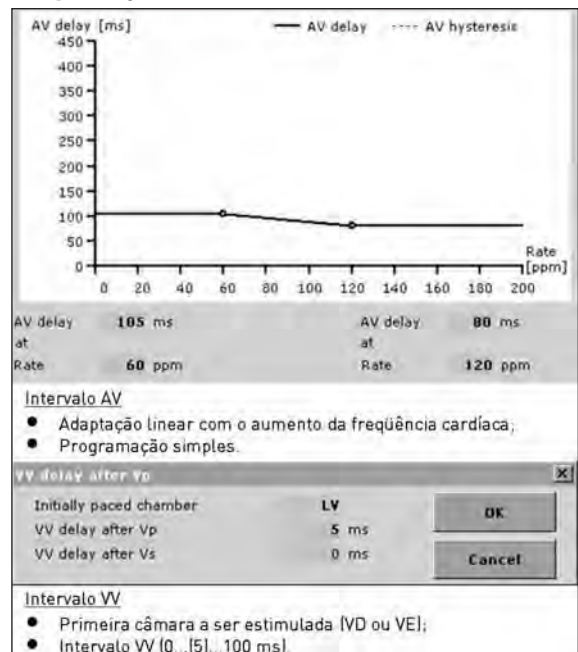 AV delay [ms]
AV delay
AV hysteresis
450
400
350
300
250
200
150
100
50
0
0 20 40 60 80 100 120 140 160 180 200
Rate
[ppm]
AV delay 105 ms AV delay 80 ms
at at
Rate 60 ppm Rate 120 ppm
Intervalo AV
• Adaptação linear com o aumento da freqüência cardíaca;
• Programação simples.
VV delay after Vp
Initially paced chamber LV OK
VV delay after Vp 5 ms
VV delay after Vs 0 ms Cancel
Intervalo VV
• Primeira câmara a ser estimulada (VD ou VE);
• Intervalo VV (0...(5)...100 ms).